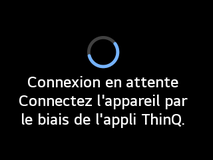 Connexion en attente
Connectez l'appareil par
le biais de l'appli ThinQ.